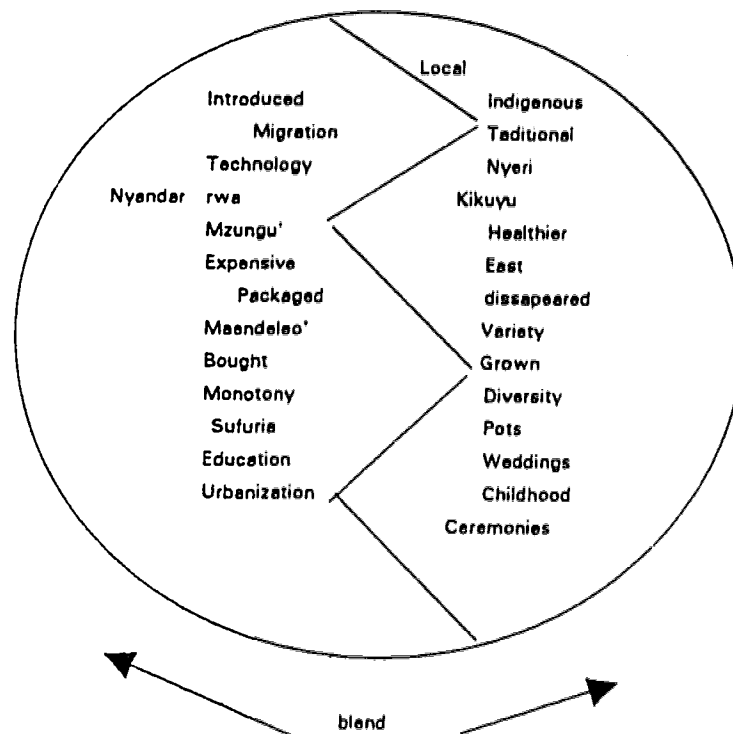 Local
Introduced
Migration
Technology
Nyandar rwa
Mzungu'
Expensive
Packaged
Maendeleo'
Bought
Monotony
Sufuria
Education
Urbanization
Indigenous
Taditional
Nyeri
Kikuyu
Healthier
East
dissapeared
Variety
Grown
Diversity
Pots
Weddings
Childhood
Ceremonies
blend